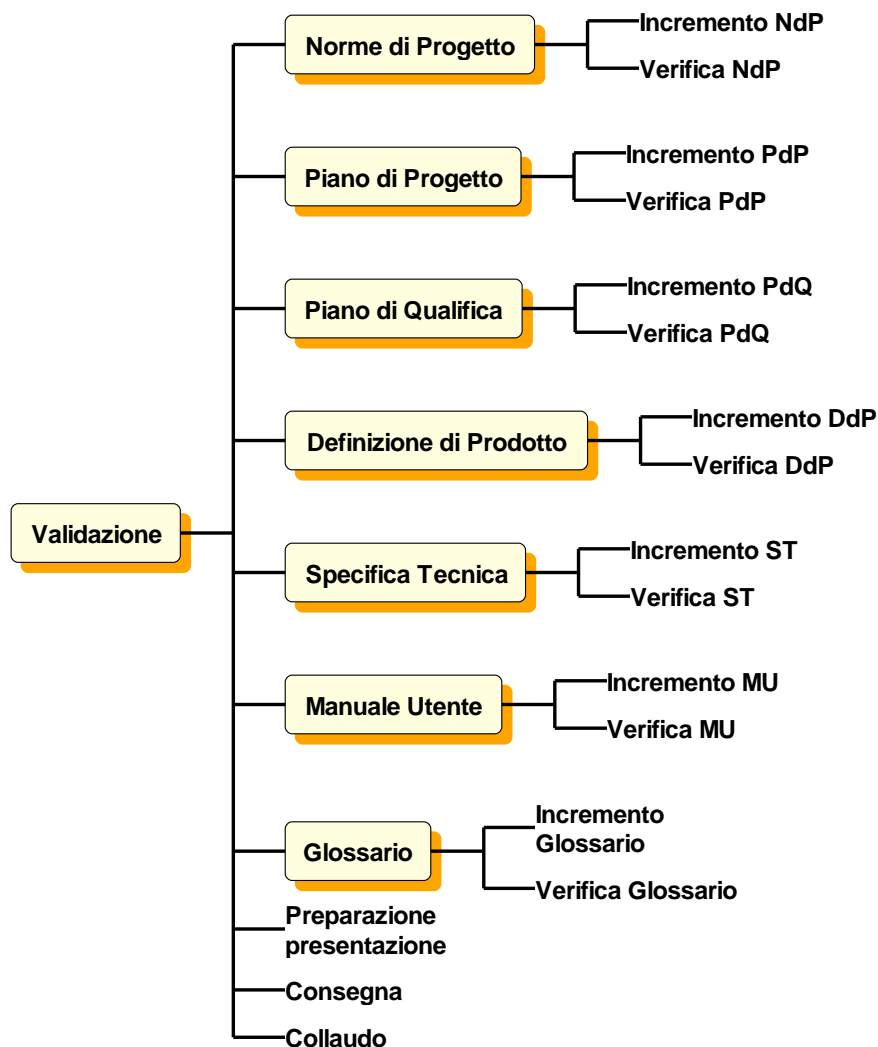 Norme di Progetto
Incremento NdP
Verifica NdP
Piano di Progetto
Incremento PdP
Verifica PdP
Piano di Qualifica
Incremento PdQ
Verifica PdQ
Definizione di Prodotto
Incremento DdP
Verifica DdP
Validazione
Specifica Tecnica
Incremento ST
Verifica ST
Manuale Utente
Incremento MU
Verifica MU
Glossario
Incremento
Glossario
Verifica Glossario
Preparazione
presentazione
Consegna
Collaudo